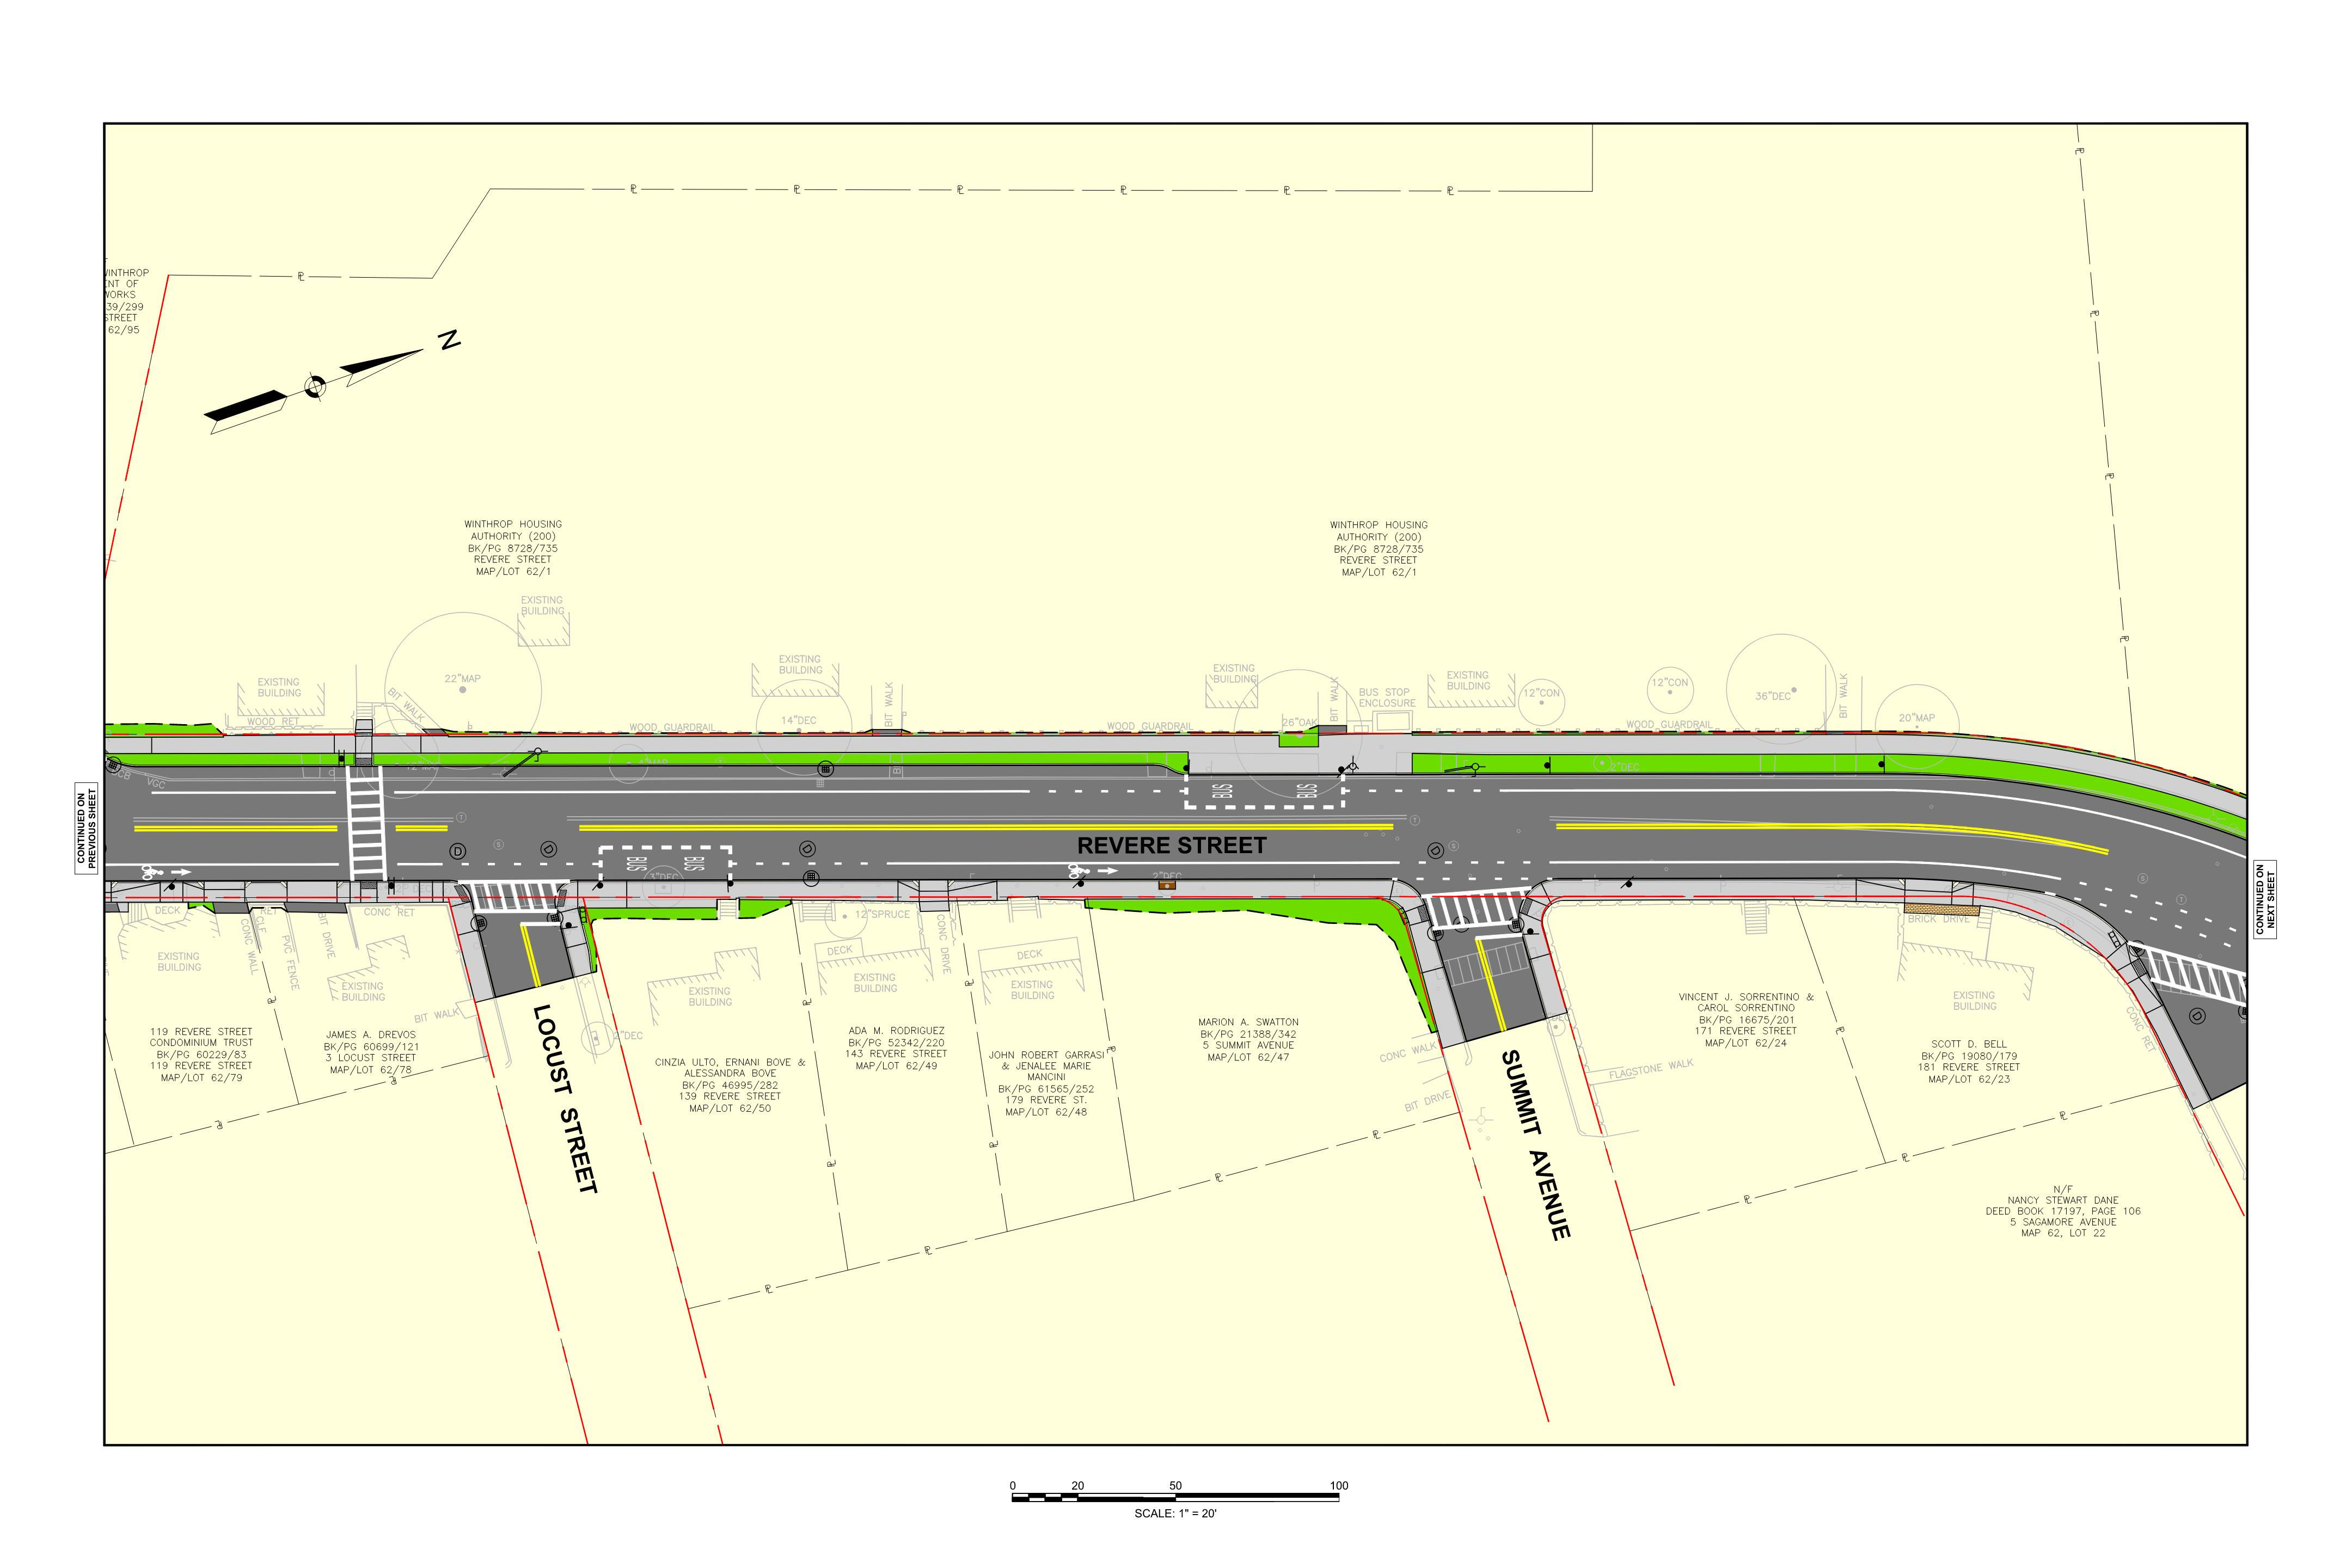 WINTHROP
NT OF
WORKS
39/299
STREET
62/95
N
WINTHROP HOUSING
AUTHORITY (200)
BK/PG 8728/735
REVERE STREET
MAP/LOT 62/1
WINTHROP HOUSING
AUTHORITY (200)
BK/PG 8728/735
REVERE STREET
MAP/LOT 62/1
EXISTING
BUILDING
EXISTING
BUILDING
WOOD RET
22"MAP
BIT WALK
WOOD GUARDRAIL
EXISTING
BUILDING
14"DEC
BIT WALK
WOOD GUARDRAIL
EXISTING
BUILDING
26"OAK
BIT WALK
BUS STOP
ENCLOSURE
EXISTING
BUILDING
12"CON
12"CON
WOOD GUARDRAIL
36"DEC
BIT WALK
20"MAP
2"DEC
CB
VGC
T
S
D
D
D
BUS
BUS
BUS
BUS
REVERE STREET
T
S
D
S
T
2"DEC
CONTINUED ON
PREVIOUS SHEET
CONTINUED ON
NEXT SHEET
DECK
RET
CONC RET
CONC WALL
CLF
PVC FENCE
BIT DRIVE
EXISTING
BUILDING
EXISTING
BUILDING
BIT WALK
2"DEC
12"SPRUCE
CONC DRIVE
DECK
DECK
EXISTING
BUILDING
EXISTING
BUILDING
EXISTING
BUILDING
BRICK DRIVE
EXISTING
BUILDING
CONC RET
CONC WALK
BIT DRIVE
FLAGSTONE WALK
D
119 REVERE STREET
CONDOMINIUM TRUST
BK/PG 60229/83
119 REVERE STREET
MAP/LOT 62/79
JAMES A. DREVOS
BK/PG 60699/121
3 LOCUST STREET
MAP/LOT 62/78
LOCUST STREET
CINZIA ULTO, ERNANI BOVE &
ALESSANDRA BOVE
BK/PG 46995/282
139 REVERE STREET
MAP/LOT 62/50
ADA M. RODRIGUEZ
BK/PG 52342/220
143 REVERE STREET
MAP/LOT 62/49
JOHN ROBERT GARRASI
& JENALEE MARIE
MANCINI
BK/PG 61565/252
179 REVERE ST.
MAP/LOT 62/48
MARION A. SWATTON
BK/PG 21388/342
5 SUMMIT AVENUE
MAP/LOT 62/47
SUMMIT AVENUE
VINCENT J. SORRENTINO &
CAROL SORRENTINO
BK/PG 16675/201
171 REVERE STREET
MAP/LOT 62/24
SCOTT D. BELL
BK/PG 19080/179
181 REVERE STREET
MAP/LOT 62/23
N/F
NANCY STEWART DANE
DEED BOOK 17197, PAGE 106
5 SAGAMORE AVENUE
MAP 62, LOT 22
0 20 50 100
SCALE: 1" = 20'